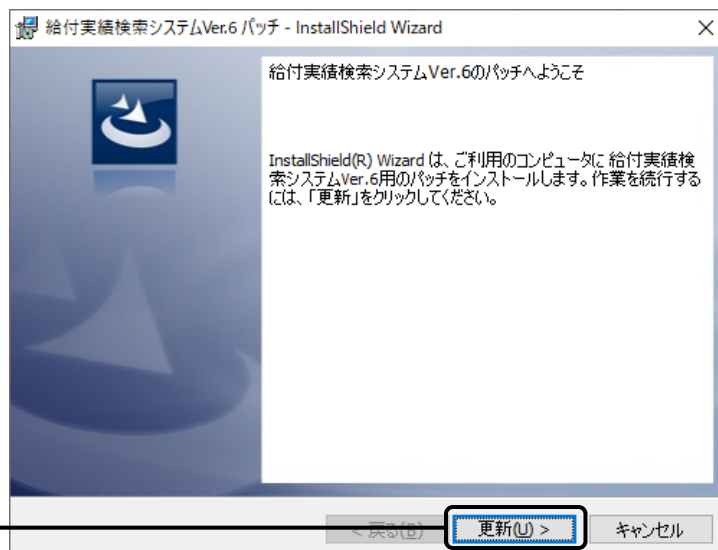 給付実績検索システムVer.6 パッチ - InstallShield Wizard
給付実績検索システムVer.6のパッチへようこそ
InstallShield(R) Wizard は、ご利用のコンピュータに 給付実績検
索システムVer.6用のパッチをインストールします。作業を続行する
には、「更新」をクリックしてください。
< 戻る(B)
更新(U) >
キャンセル